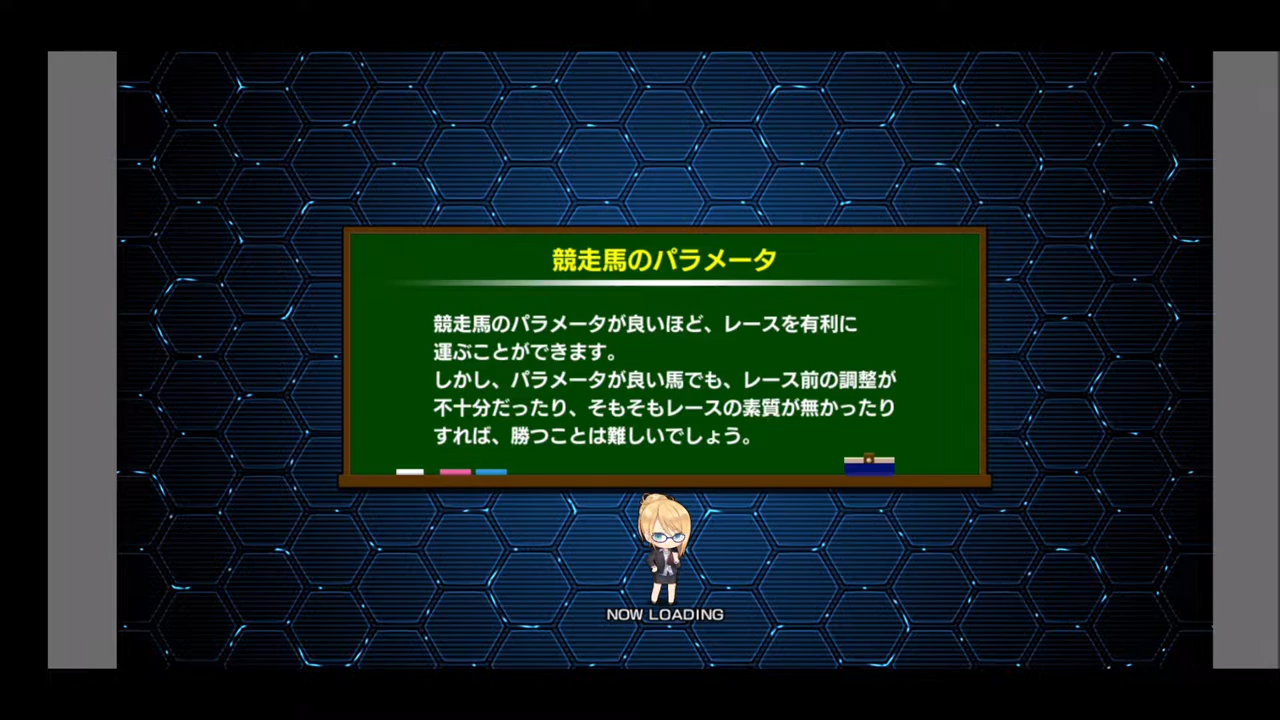 競走馬のパラメータ
競走馬のパラメータが良いほど、レースを有利に
運ぶことができます。
しかし、パラメータが良い馬でも、レース前の調整が
不十分だったり、そもそもレースの素質が無かったり
すれば、勝つことは難しいでしょう。
NOW LOADING